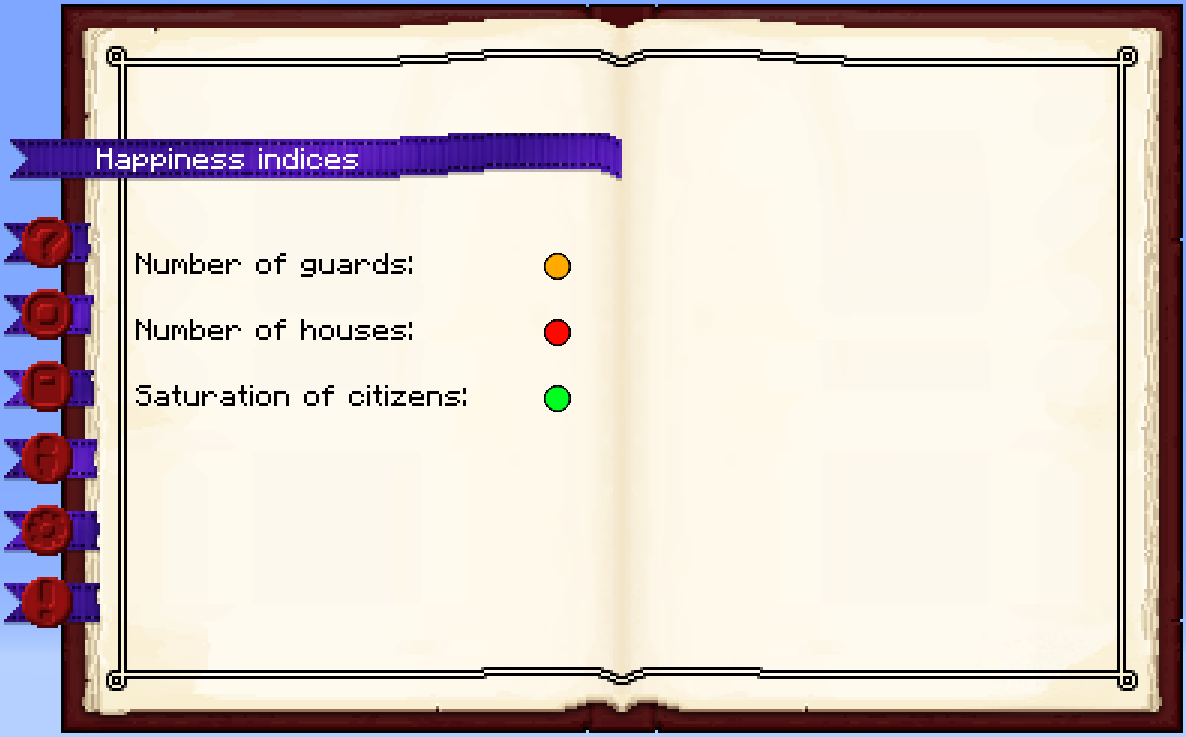 Happiness indices
Number of guards:
Number of houses:
Saturation of citizens: